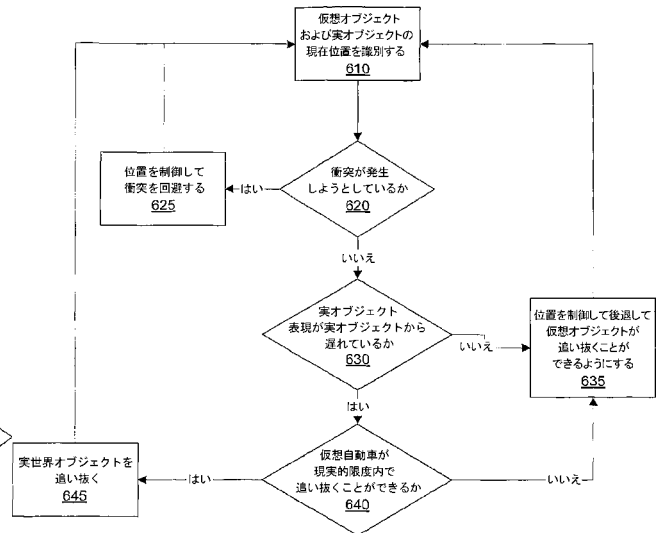 仮想オブジェクト
および実オブジェクトの
現在位置を識別する
610
位置を制御して
衝突を回避する
625
はい
衝突が発生
しようとしているか
620
いいえ
実オブジェクト
表現が実オブジェクトから
遅れているか
630
いいえ
位置を制御して後退して
仮想オブジェクトが
追い抜くことが
できるようにする
635
はい
実世界オブジェクトを
追い抜く
645
はい
仮想自動車が
現実的限度内で
追い抜くことができるか
640
いいえ